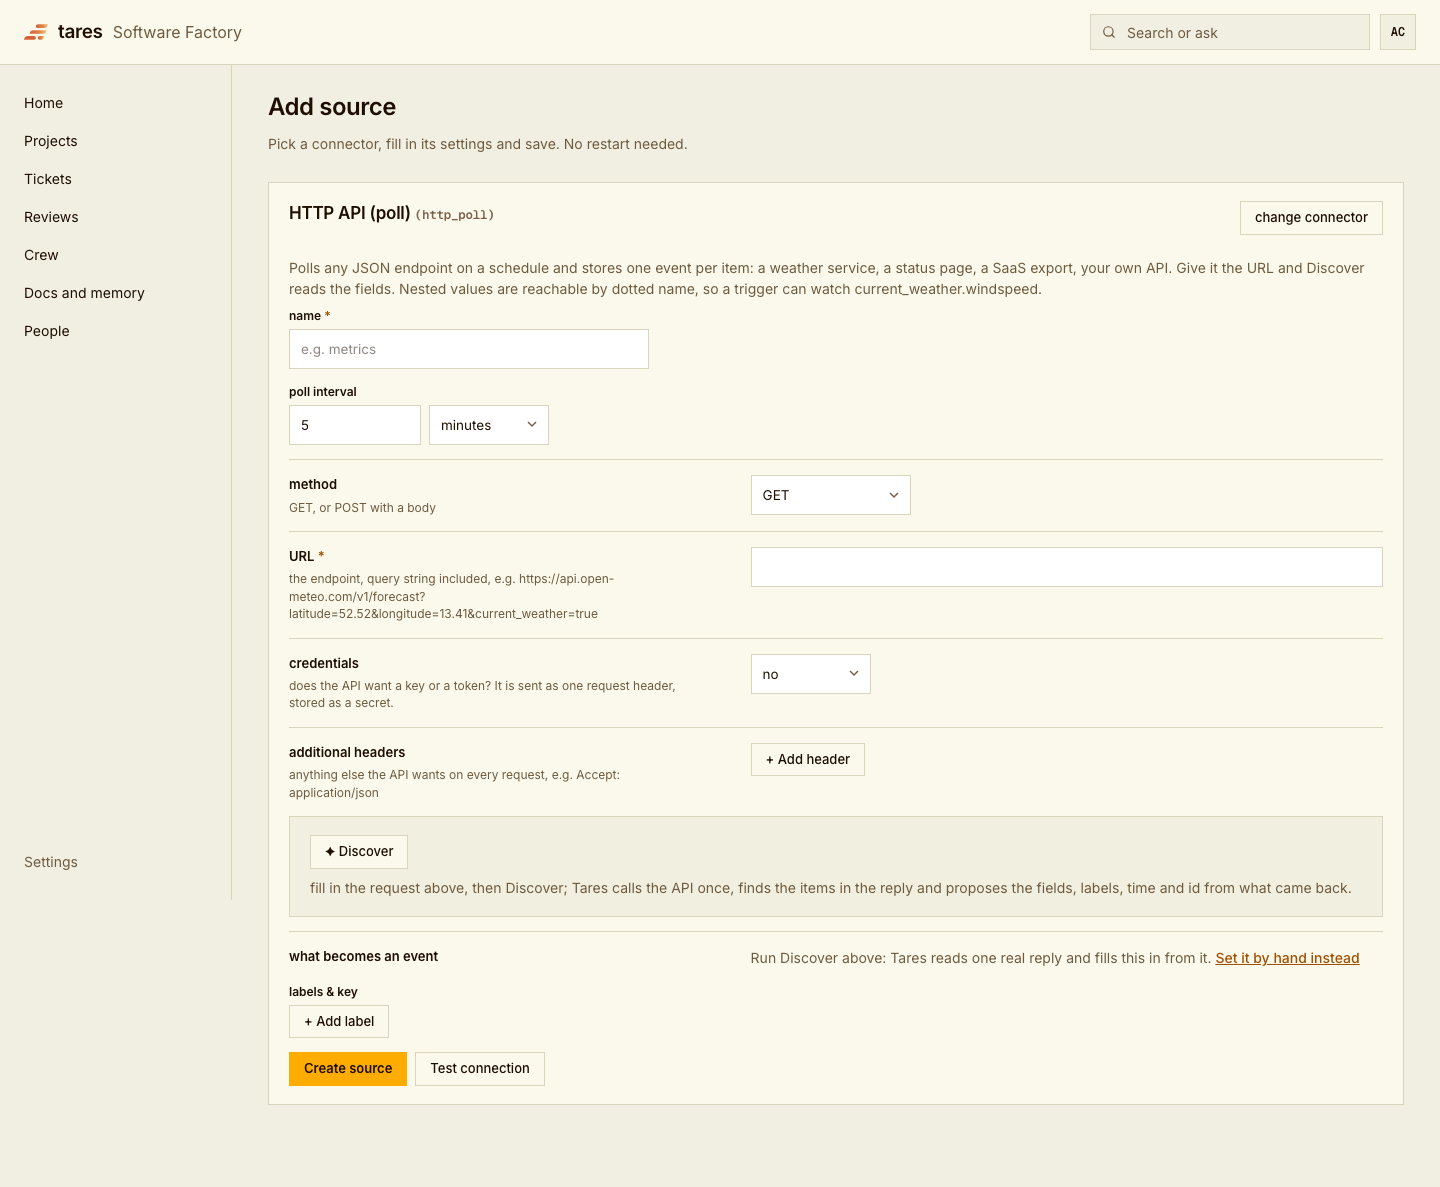 tares Software Factory
Search or ask
AC
Home
Projects
Tickets
Reviews
Crew
Docs and memory
People
Settings
Add source
Pick a connector, fill in its settings and save. No restart needed.
HTTP API (poll) (http_poll)
change connector
Polls any JSON endpoint on a schedule and stores one event per item: a weather service, a status page, a SaaS export, your own API. Give it the URL and Discover
reads the fields. Nested values are reachable by dotted name, so a trigger can watch current_weather.windspeed.
name *
e.g. metrics
poll interval
5 minutes
method
GET, or POST with a body
GET
URL *
the endpoint, query string included, e.g. https://api.open-
meteo.com/v1/forecast?
latitude=52.52&longitude=13.41&current_weather=true
credentials
does the API want a key or a token? It is sent as one request header,
stored as a secret.
no
additional headers
anything else the API wants on every request, e.g. Accept:
application/json
+ Add header
✦ Discover
fill in the request above, then Discover; Tares calls the API once, finds the items in the reply and proposes the fields, labels, time and id from what came back.
what becomes an event
Run Discover above: Tares reads one real reply and fills this in from it. Set it by hand instead
labels & key
+ Add label
Create source
Test connection